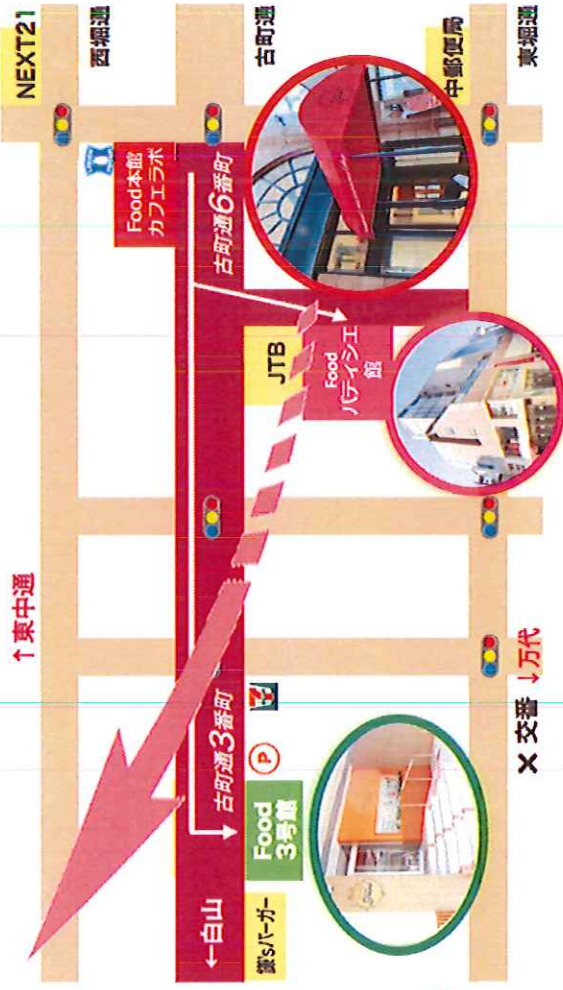 NEXT21
西堀通
古町通
中郵便局
東堀通
Food本館
カフェラボ
古町通6番町
JTB
Food
パティシエ
館
↑東中通
古町通3番町
7
P
Food
3号館
←白山
鎌'sバーガー
×交番
↓万代